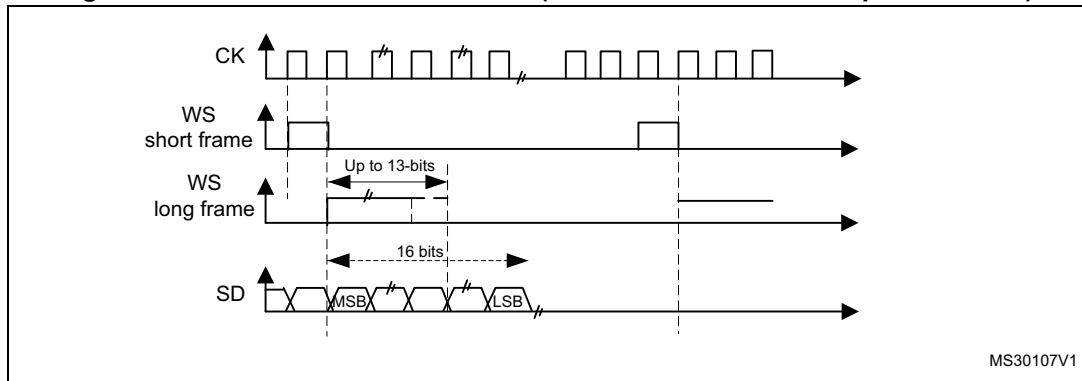 CK
WS
short frame
Up to 13-bits
WS
long frame
16 bits
SD
MSB
LSB
MS30107V1